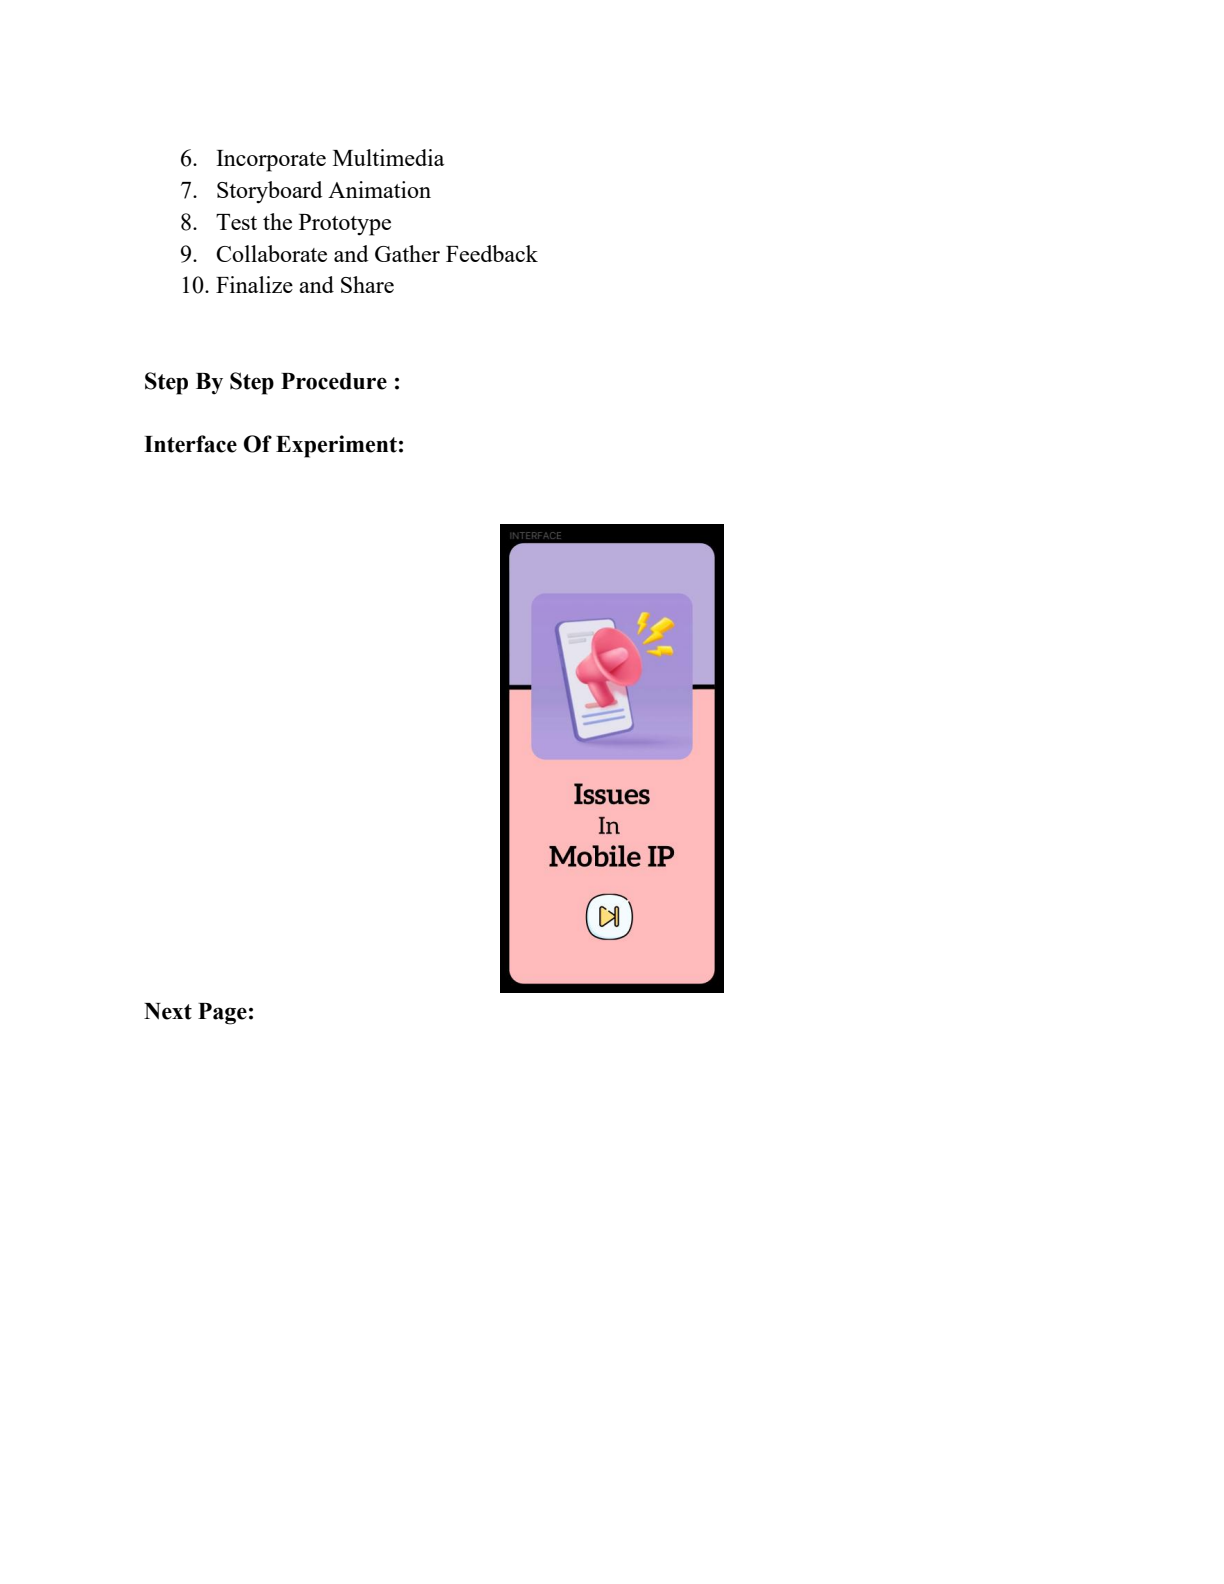 6. Incorporate Multimedia
7. Storyboard Animation
8. Test the Prototype
9. Collaborate and Gather Feedback
10. Finalize and Share
Step By Step Procedure :
Interface Of Experiment:
INTERFACE
Issues
In
Mobile IP
Next Page: